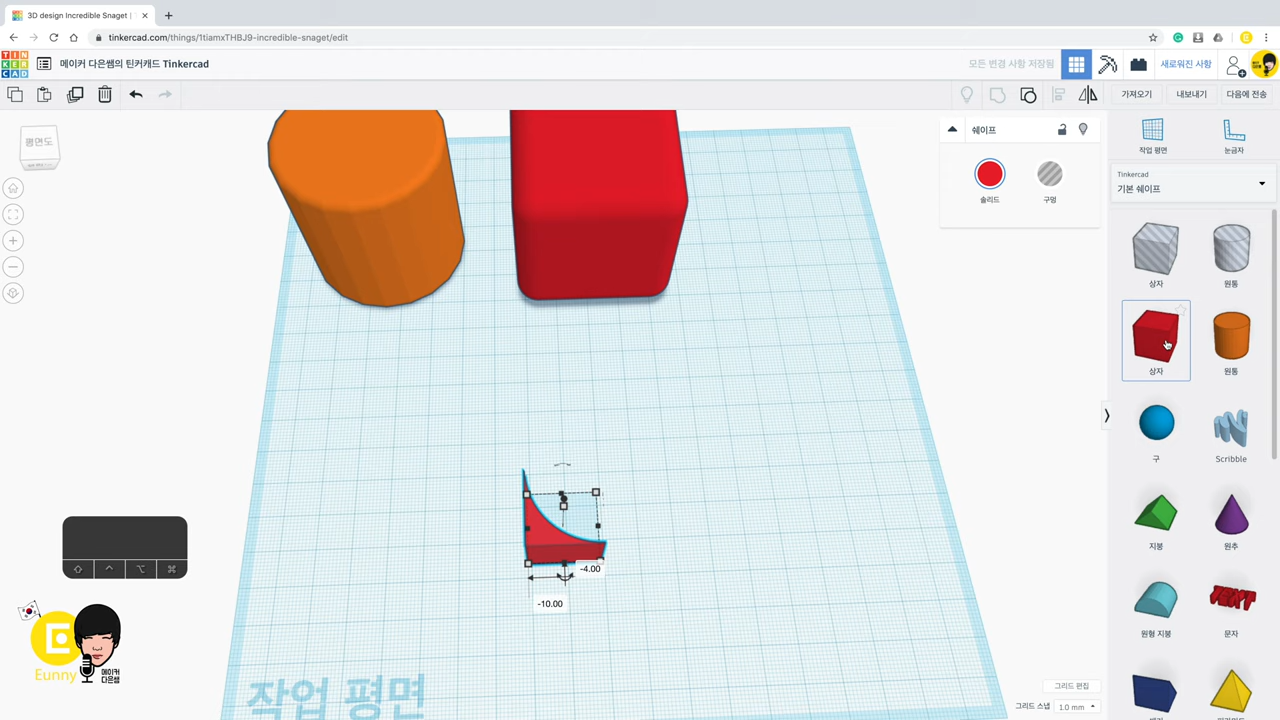 3D design Incredible Snaget |
tinkercad.com/things/1tiamxTHBJ9-incredible-snaget/edit
TIN
KER
CAD
메이커 다은쌤의 틴커캐드 Tinkercad
모든 변경 사항 저장됨
새로워진 사항
가져오기
내보내기
다음에 전송
평면도
쉐이프
솔리드
구멍
작업 평면
눈금자
Tinkercad
기본 쉐이프
상자
원통
상자
원통
구
Scribble
지붕
원추
원형 지붕
문자
TEXT
-4.00
-10.00
작업 평면
그리드 편집
그리드 스냅
1.0 mm
Eunny
메이커
다은쌤